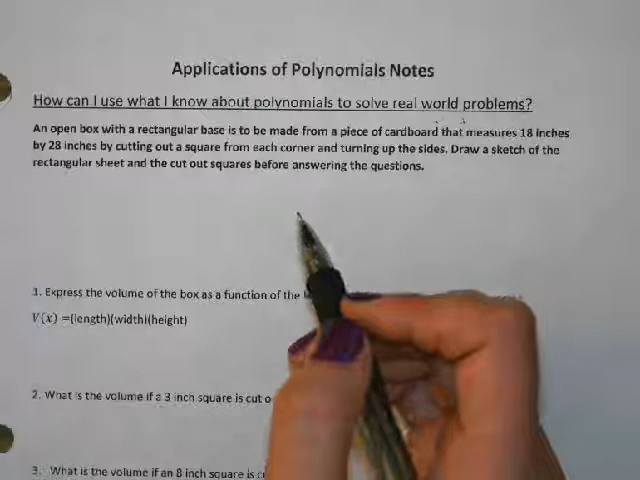 Applications of Polynomials Notes
How can I use what I know about polynomials to solve real world problems?
An open box with a rectangular base is to be made from a piece of cardboard that measures 18 inches
by 28 inches by cutting out a square from each corner and turning up the sides. Draw a sketch of the
rectangular sheet and the cut out squares before answering the questions.
1. Express the volume of the box as a function of the
V(x) =(length)(width)(height)
2. What is the volume if a 3 inch square is cut o
3. What is the volume if an 8 inch square is